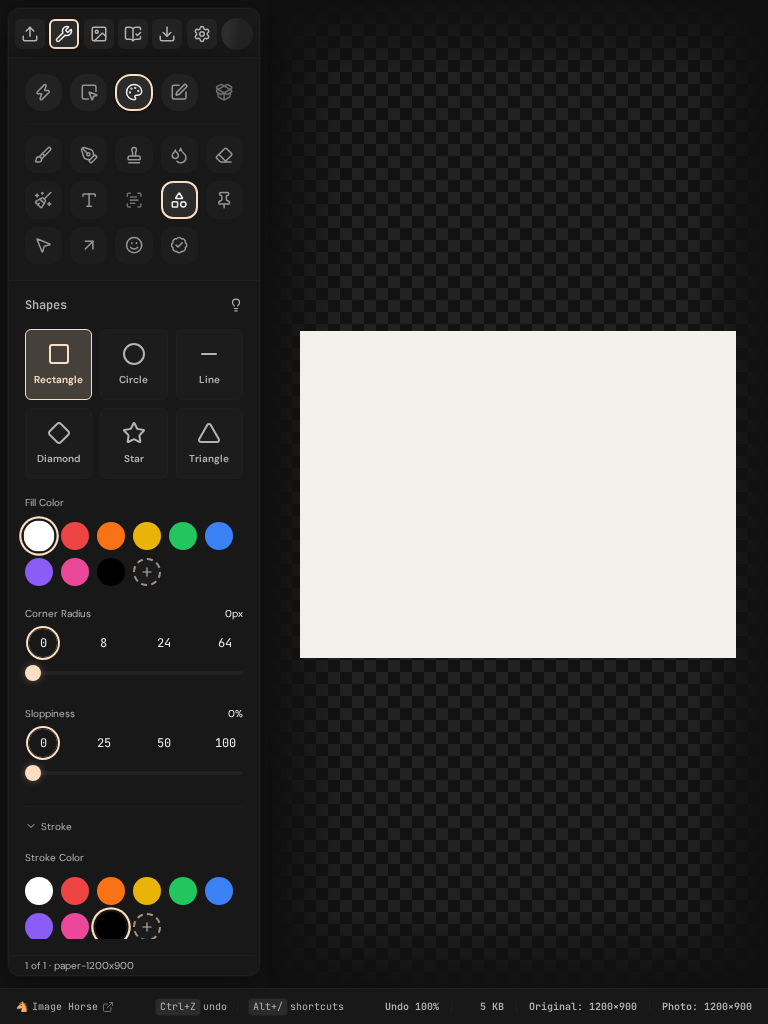 Shapes
Rectangle
Circle
Line
Diamond
Star
Triangle
Fill Color
Corner Radius
0px
0
8
24
64
Sloppiness
0%
0
25
50
100
Stroke
Stroke Color
1 of 1 · paper-1200x900
Image Horse
Ctrl+Z undo
Alt+/ shortcuts
Undo 100%
5 KB
Original: 1200×900
Photo: 1200×900